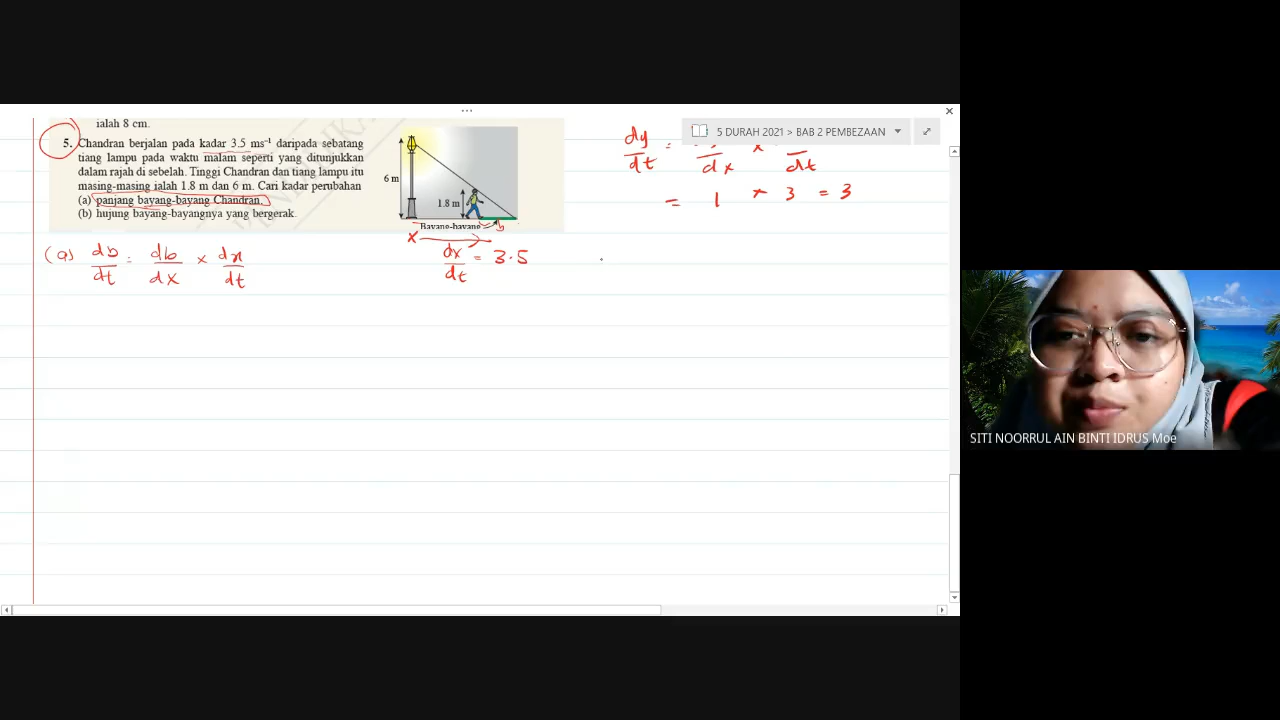 ialah 8 cm.
5. Chandran berjalan pada kadar 3.5 ms⁻¹ daripada sebatang
tiang lampu pada waktu malam seperti yang ditunjukkan
dalam rajah di sebelah. Tinggi Chandran dan tiang lampu itu
masing-masing ialah 1.8 m dan 6 m. Cari kadar perubahan
(a) panjang bayang-bayang Chandran.
(b) hujung bayang-bayangnya yang bergerak.
6 m
1.8 m
Bayang-bayang
b
x
dx/dt = 3.5
(a) db/dt = db/dx × dx/dt
5 DURAH 2021 > BAB 2 PEMBEZAAN
dy/dt =
= 1 × 3 = 3
SITI NOORRUL AIN BINTI IDRUS Moe